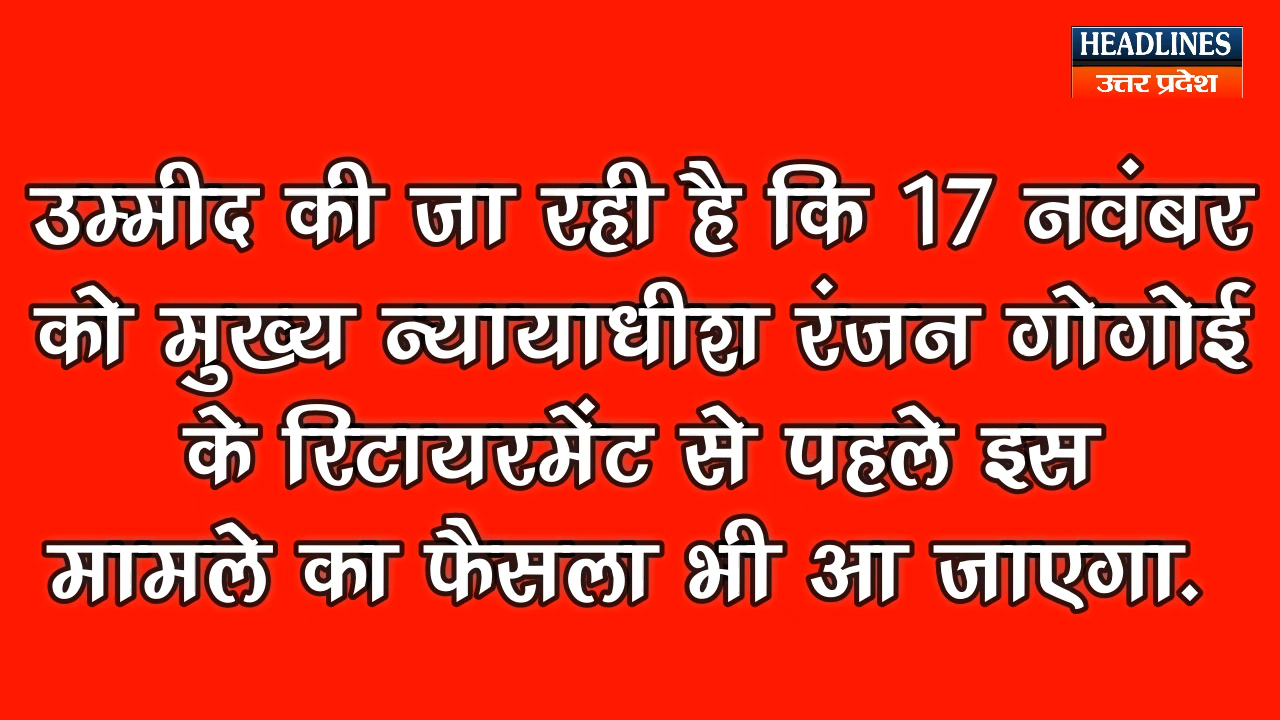 HEADLINES
उत्तर प्रदेश
उम्मीद की जा रही है कि 17 नवंबर
को मुख्य न्यायाधीश रंजन गोगोई
के रिटायरमेंट से पहले इस
मामले का फैसला भी आ जाएगा.